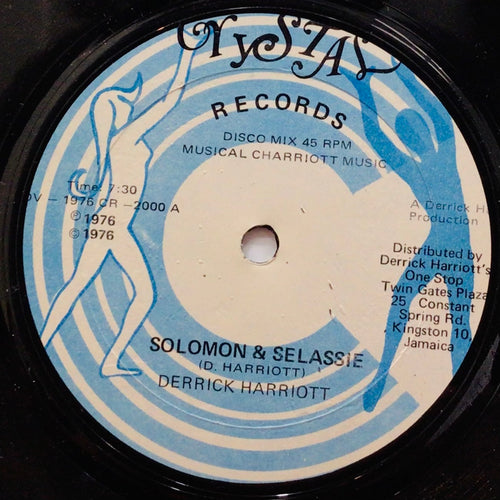 CRYSTAL
RECORDS
DISCO MIX 45 RPM
MUSICAL CHARRIOTT MUSIC
Time: 7:30
DV - 1976 CR -2000 A
℗ 1976
© 1976
A Derrick
Production
Distributed by
Derrick Harriott's
One Stop
Twin Gates Plaza
25 Constant
Spring Rd.
Kingston 10,
Jamaica
SOLOMON & SELASSIE
(D. HARRIOTT)
DERRICK HARRIOTT